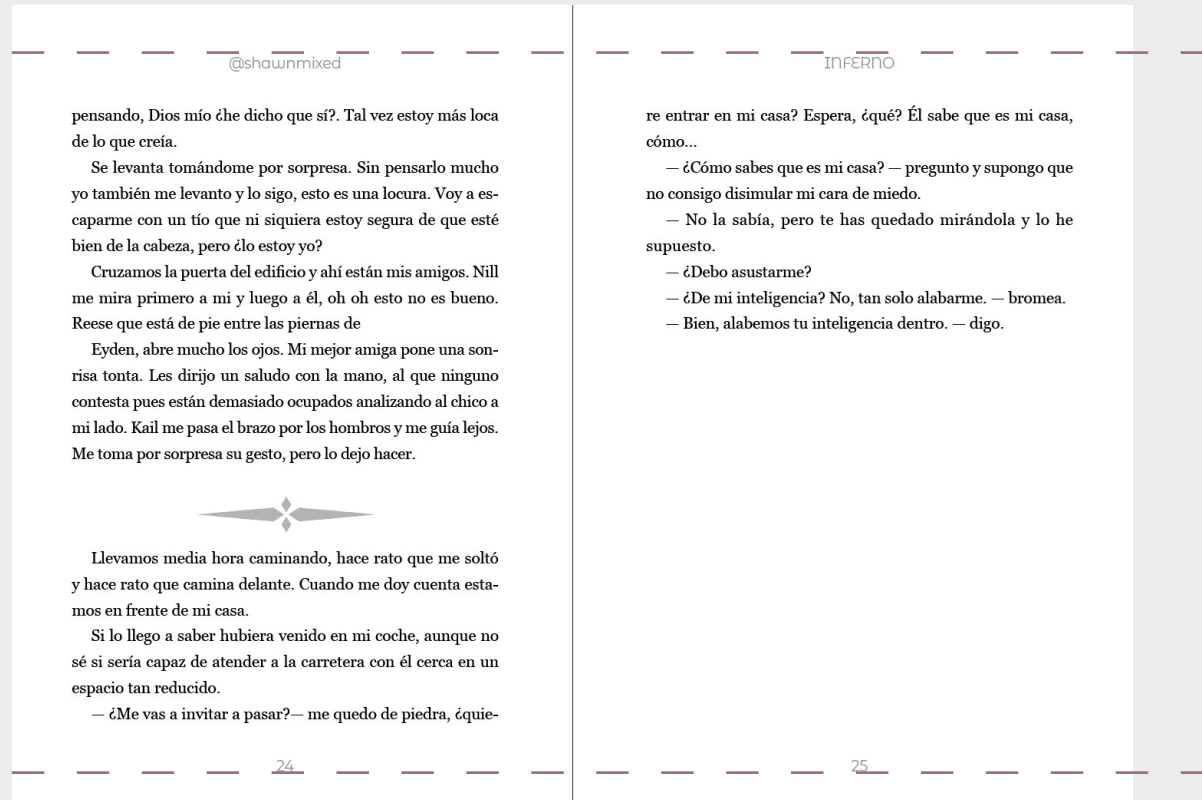 @shawnmixed
pensando, Dios mío ¿he dicho que sí?. Tal vez estoy más loca
de lo que creía.
Se levanta tomándome por sorpresa. Sin pensarlo mucho
yo también me levanto y lo sigo, esto es una locura. Voy a es-
caparme con un tío que ni siquiera estoy segura de que esté
bien de la cabeza, pero ¿lo estoy yo?
Cruzamos la puerta del edificio y ahí están mis amigos. Nill
me mira primero a mi y luego a él, oh oh esto no es bueno.
Reese que está de pie entre las piernas de
Eyden, abre mucho los ojos. Mi mejor amiga pone una son-
risa tonta. Les dirijo un saludo con la mano, al que ninguno
contesta pues están demasiado ocupados analizando al chico a
mi lado. Kail me pasa el brazo por los hombros y me guía lejos.
Me toma por sorpresa su gesto, pero lo dejo hacer.
Llevamos media hora caminando, hace rato que me soltó
y hace rato que camina delante. Cuando me doy cuenta esta-
mos en frente de mi casa.
Si lo llego a saber hubiera venido en mi coche, aunque no
sé si sería capaz de atender a la carretera con él cerca en un
espacio tan reducido.
— ¿Me vas a invitar a pasar?— me quedo de piedra, ¿quie-
24
INFERNO
re entrar en mi casa? Espera, ¿qué? Él sabe que es mi casa,
cómo...
— ¿Cómo sabes que es mi casa? — pregunto y supongo que
no consigo disimular mi cara de miedo.
— No la sabía, pero te has quedado mirándola y lo he
supuesto.
— ¿Debo asustarme?
— ¿De mi inteligencia? No, tan solo alabarme. — bromea.
— Bien, alabemos tu inteligencia dentro. — digo.
25